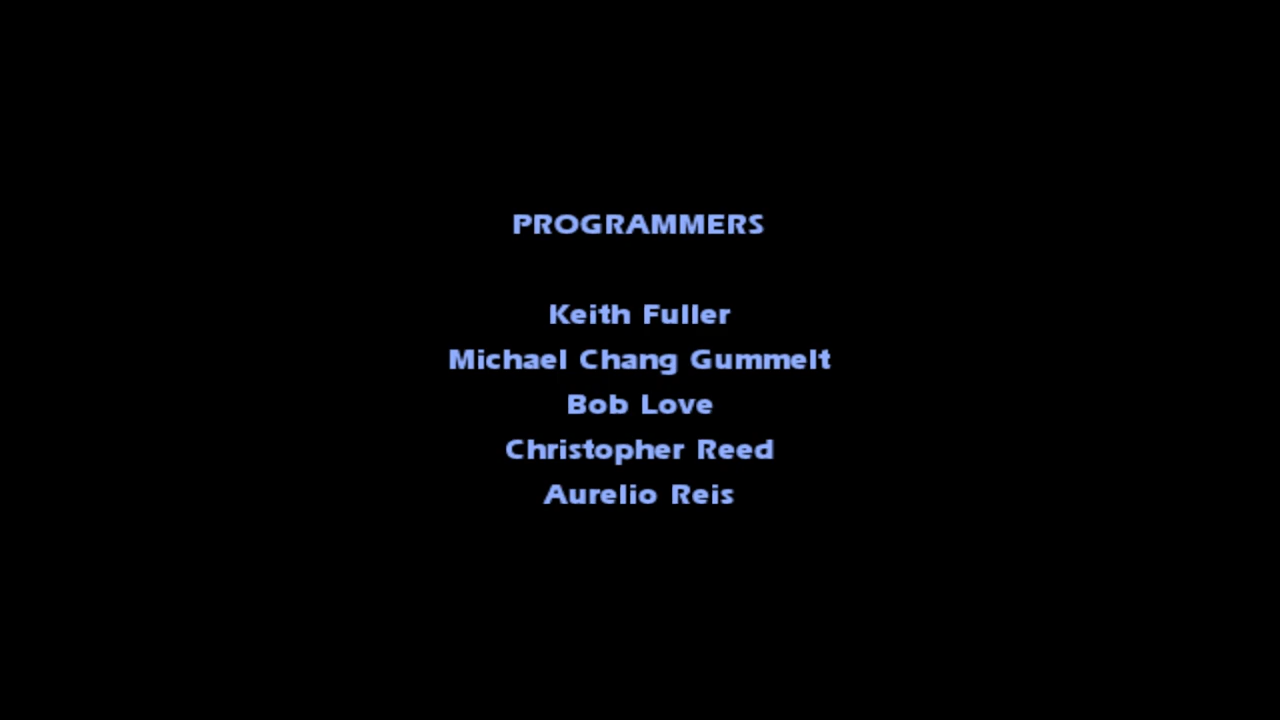 PROGRAMMERS
Keith Fuller
Michael Chang Gummelt
Bob Love
Christopher Reed
Aurelio Reis